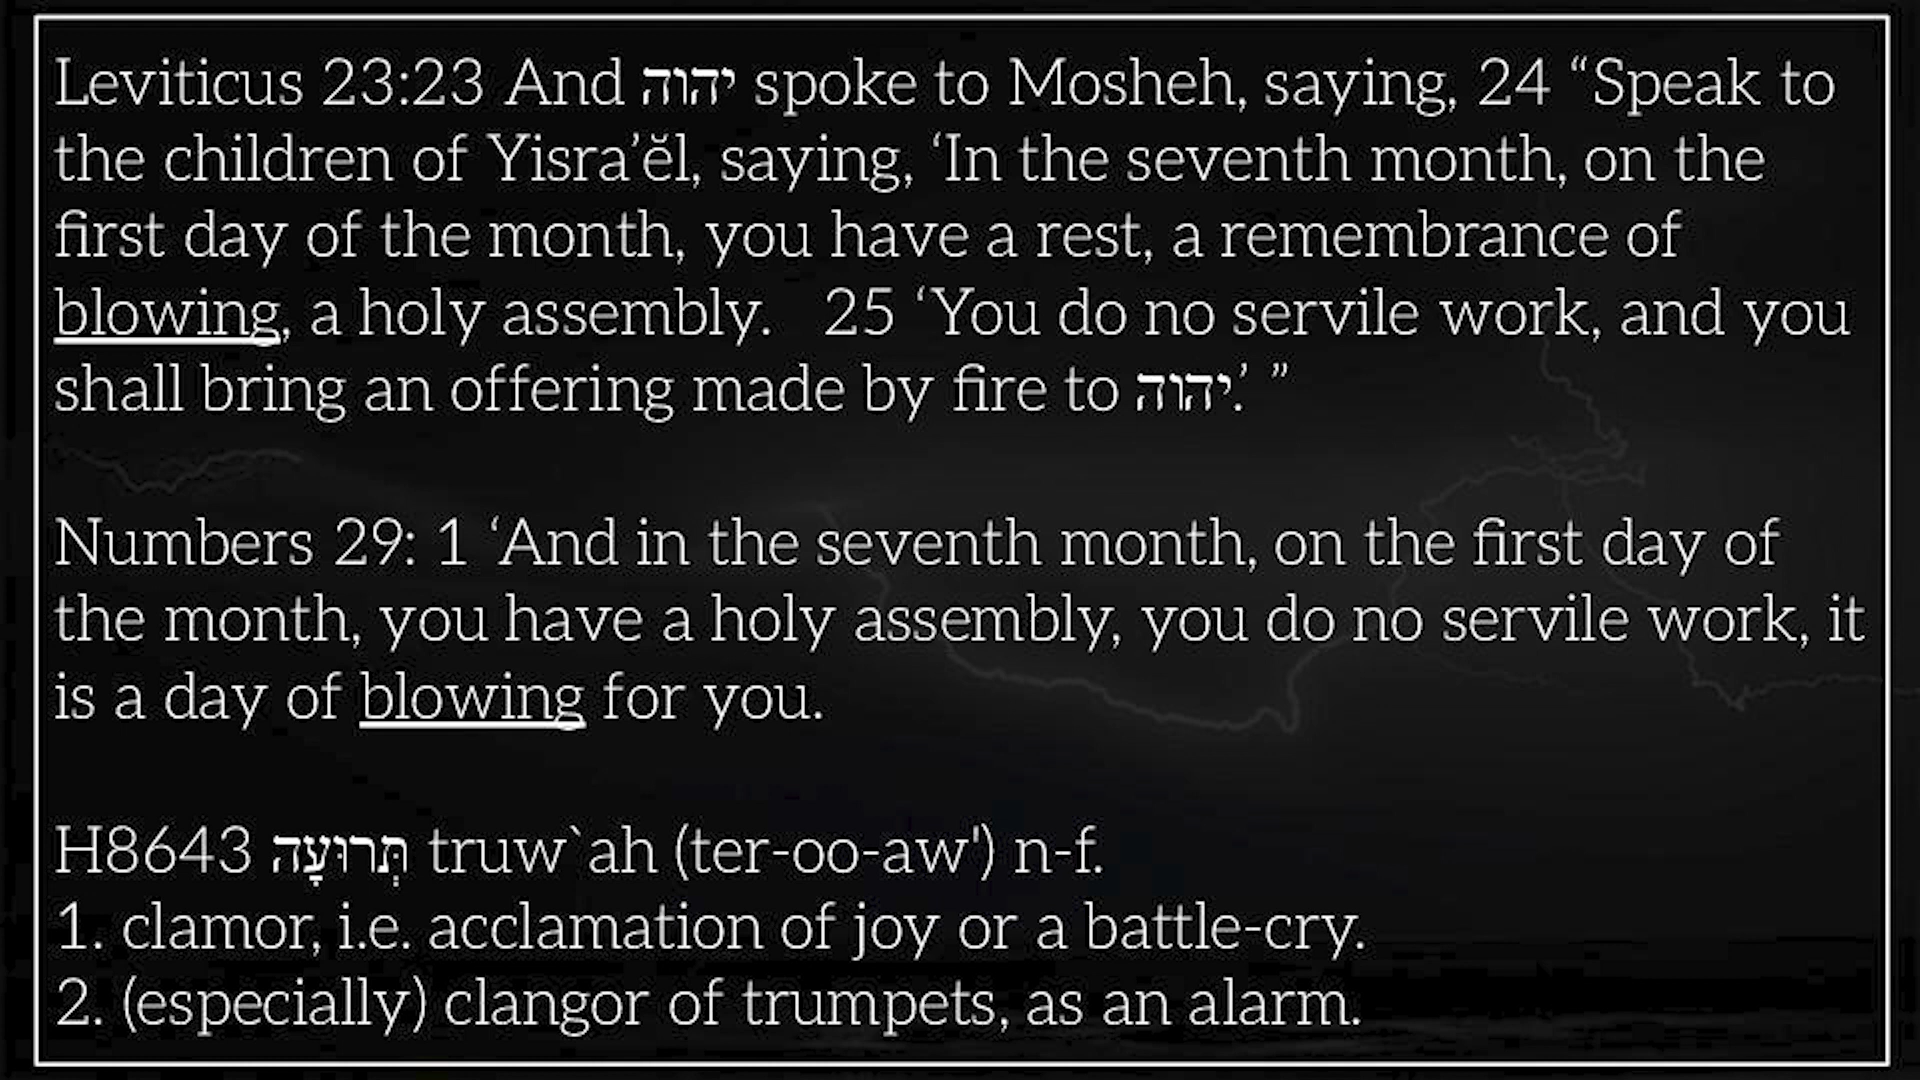 Leviticus 23:23 And יהוה spoke to Mosheh, saying, 24 “Speak to
the children of Yisra’ĕl, saying, ‘In the seventh month, on the
first day of the month, you have a rest, a remembrance of
blowing, a holy assembly.   25 ‘You do no servile work, and you
shall bring an offering made by fire to יהוה.’ ”
Numbers 29: 1 ‘And in the seventh month, on the first day of
the month, you have a holy assembly, you do no servile work, it
is a day of blowing for you.
H8643 תְּרוּעָה truw`ah (ter-oo-aw') n-f.
1. clamor, i.e. acclamation of joy or a battle-cry.
2. (especially) clangor of trumpets, as an alarm.